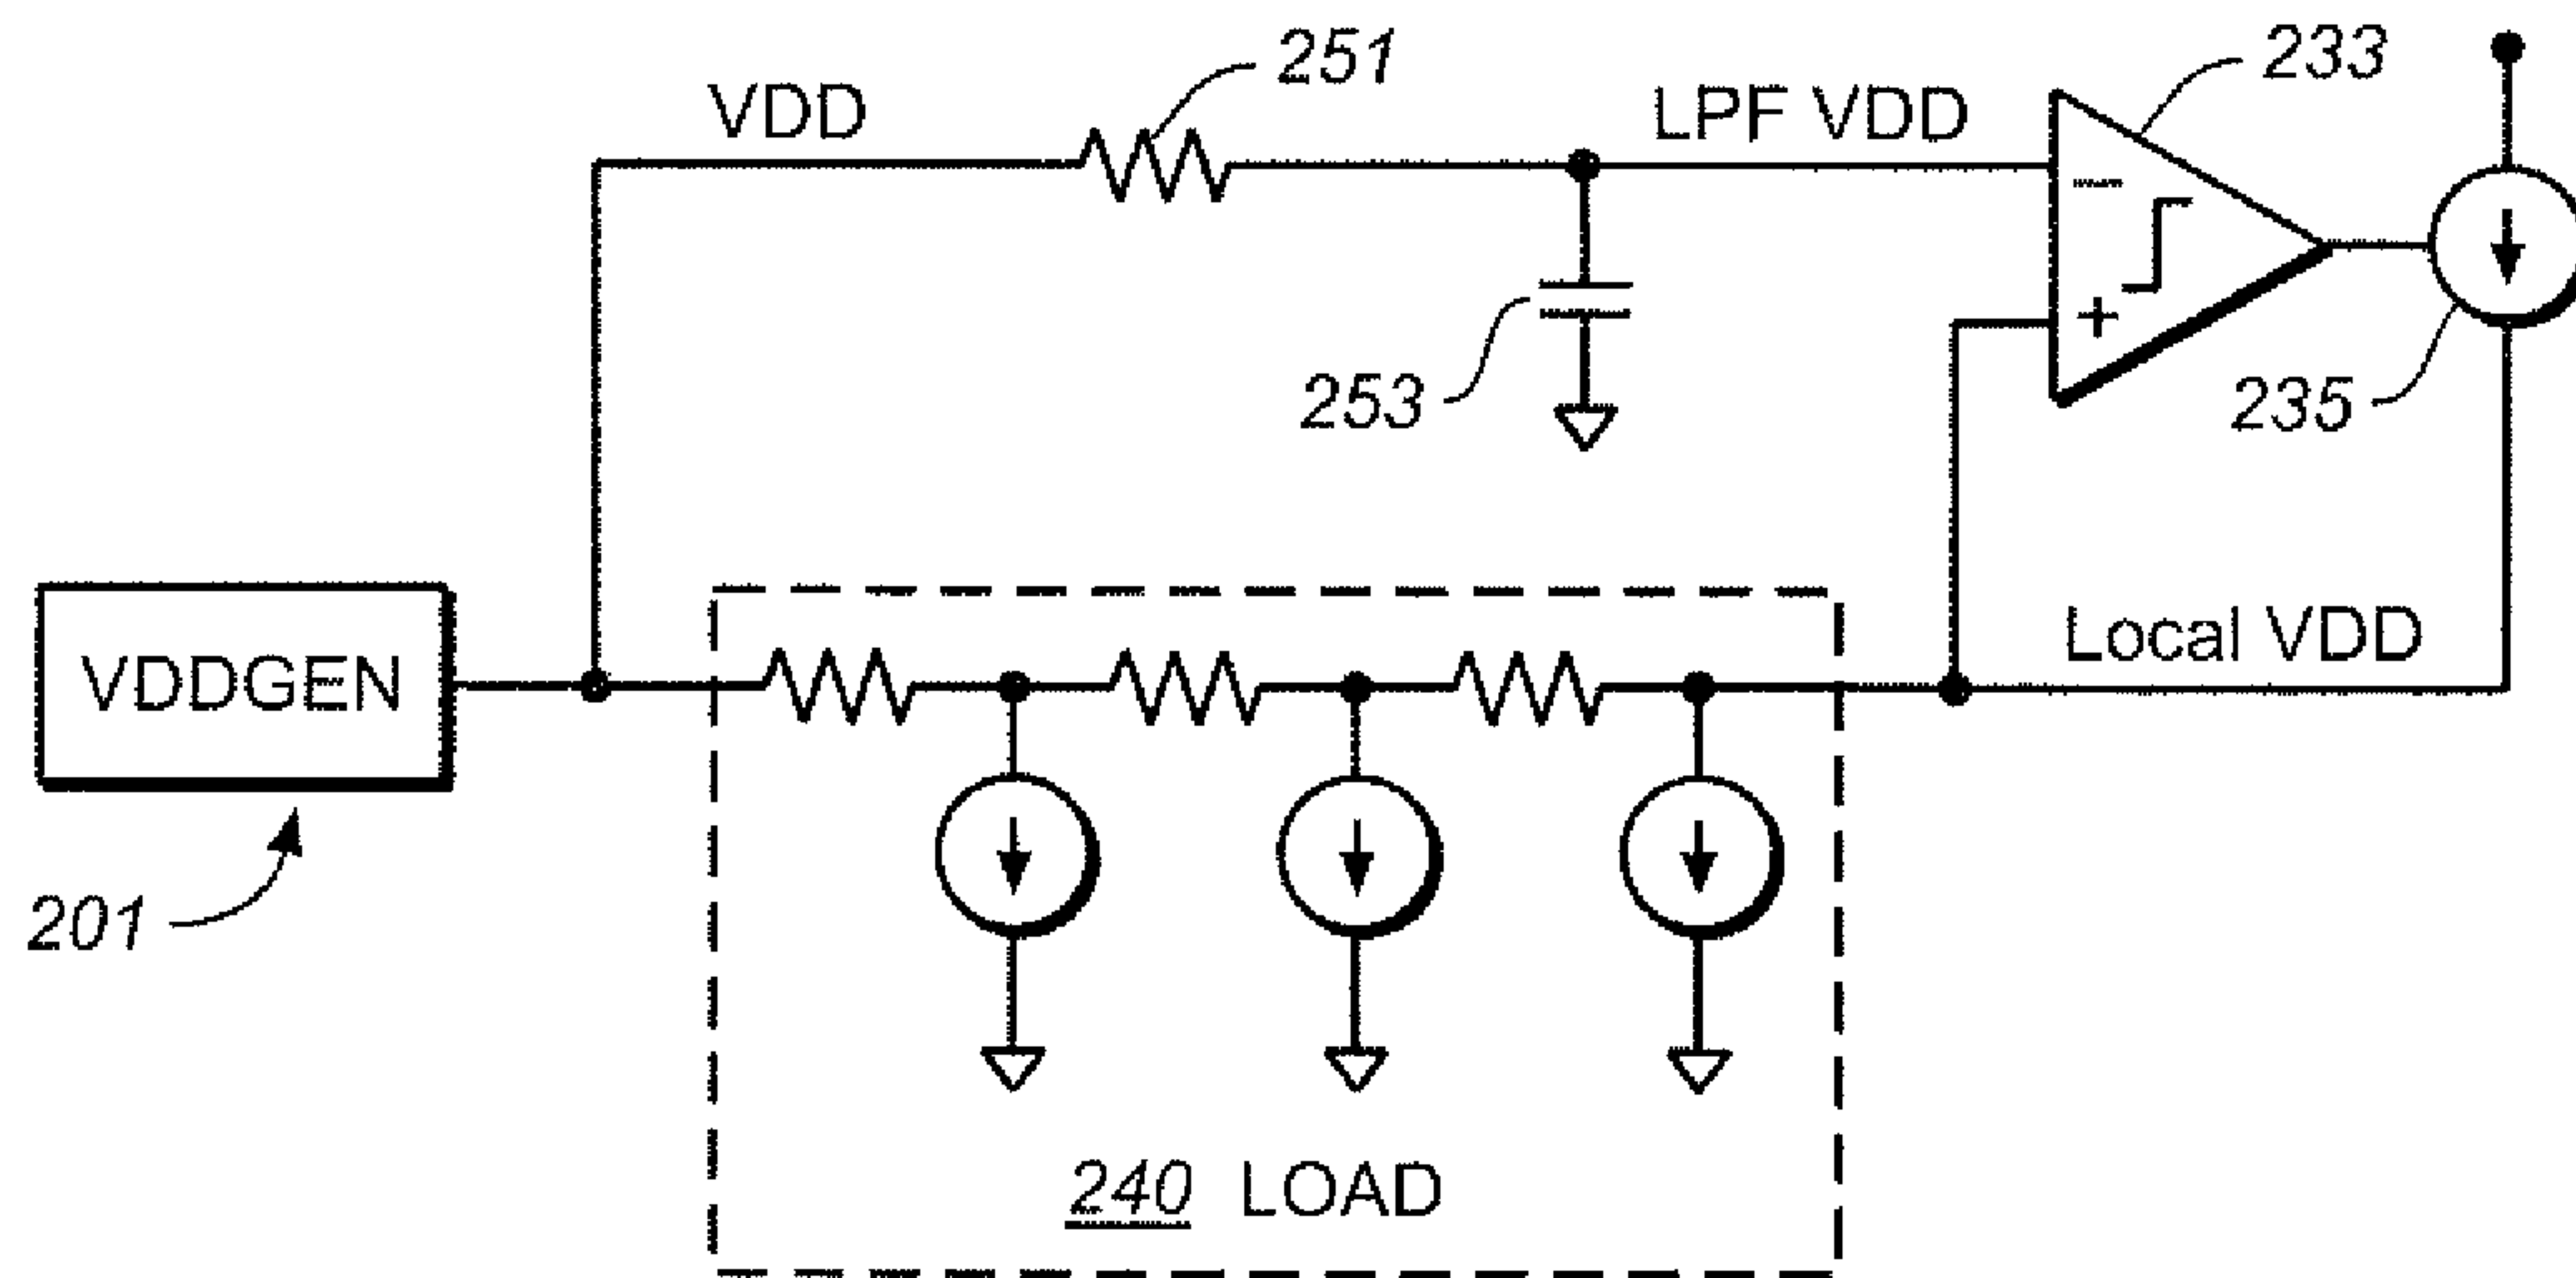 251
233
VDD
LPF VDD
−
+
253
235
VDDGEN
Local VDD
201
240 LOAD